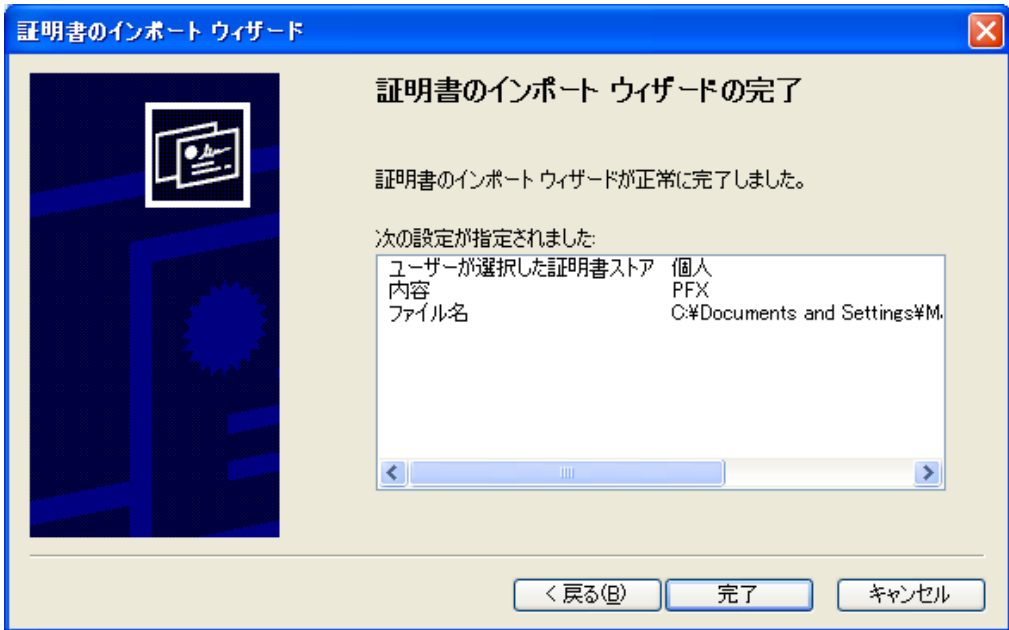 証明書のインポート ウィザード
証明書のインポート ウィザードの完了
証明書のインポート ウィザードが正常に完了しました。
次の設定が指定されました:
ユーザーが選択した証明書ストア 個人
内容 PFX
ファイル名 C:¥Documents and Settings¥M
< 戻る(B) 完了 キャンセル